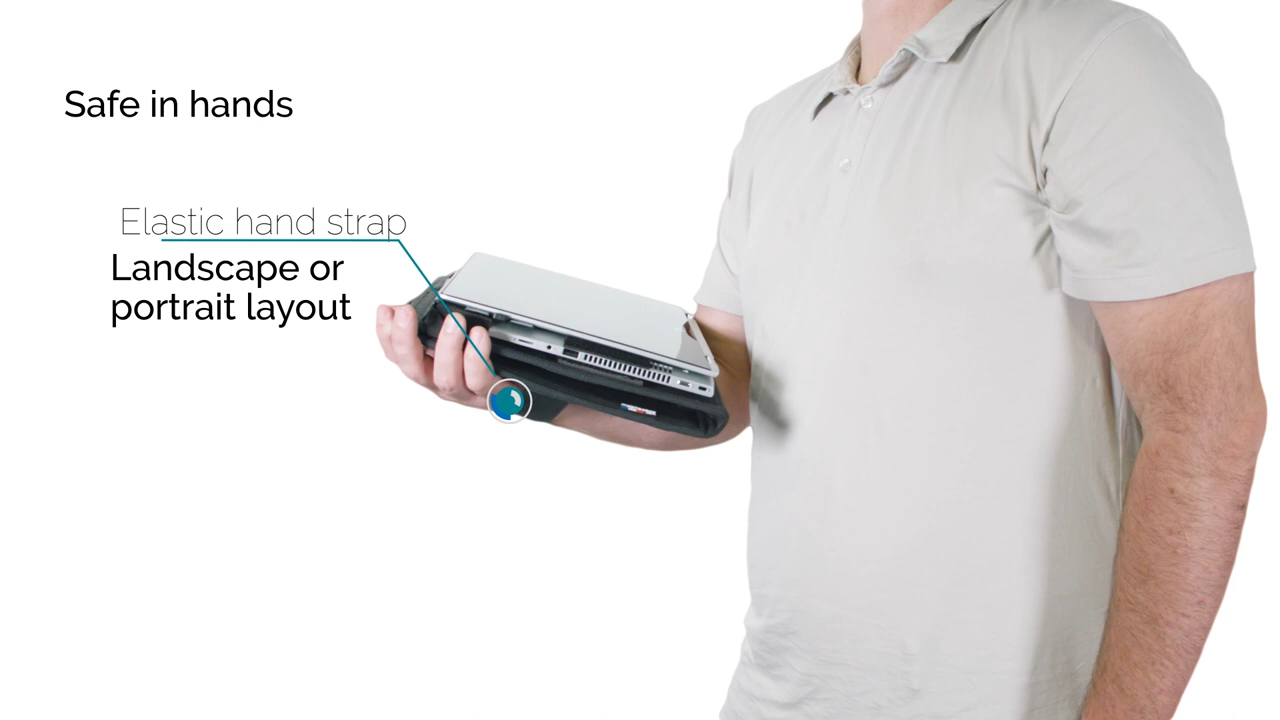 Safe in hands
Elastic hand strap
Landscape or
portrait layout